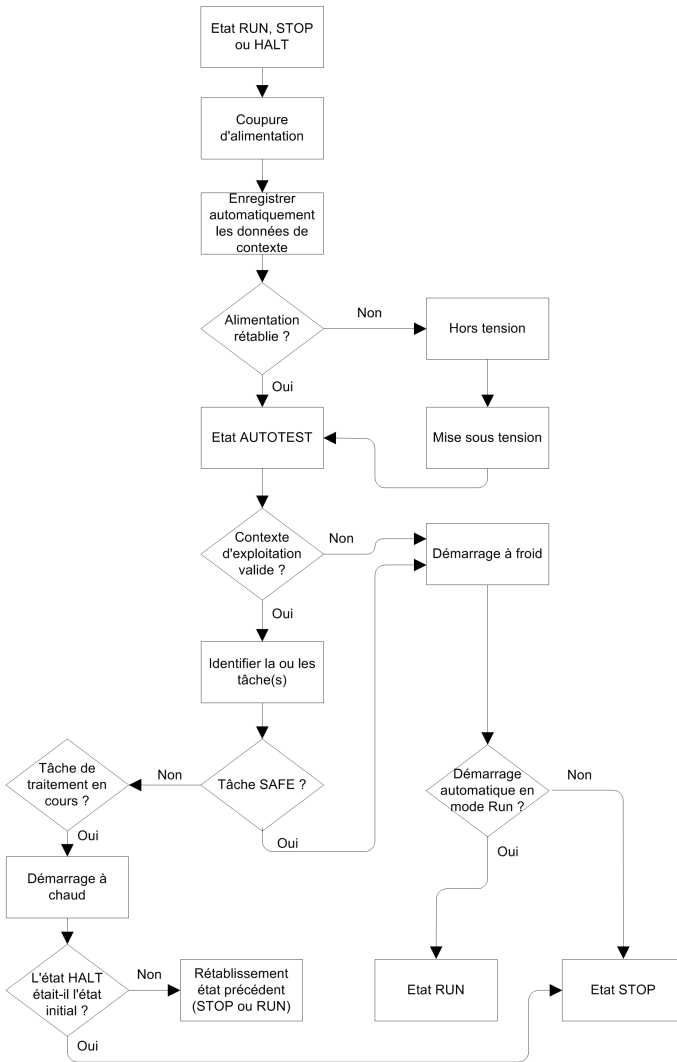 Etat RUN, STOP
ou HALT
Coupure
d'alimentation
Enregistrer
automatiquement
les données de
contexte
Alimentation
rétablie ?
Non
Hors tension
Oui
Etat AUTOTEST
Mise sous tension
Contexte
d'exploitation
valide ?
Non
Démarrage à froid
Oui
Identifier la ou les
tâche(s)
Tâche de
traitement en
cours ?
Non
Tâche SAFE ?
Démarrage
automatique en
mode Run ?
Non
Oui
Oui
Oui
Démarrage à
chaud
L'état HALT
était-il l'état
initial ?
Non
Rétablissement
état précédent
(STOP ou RUN)
Etat RUN
Etat STOP
Oui